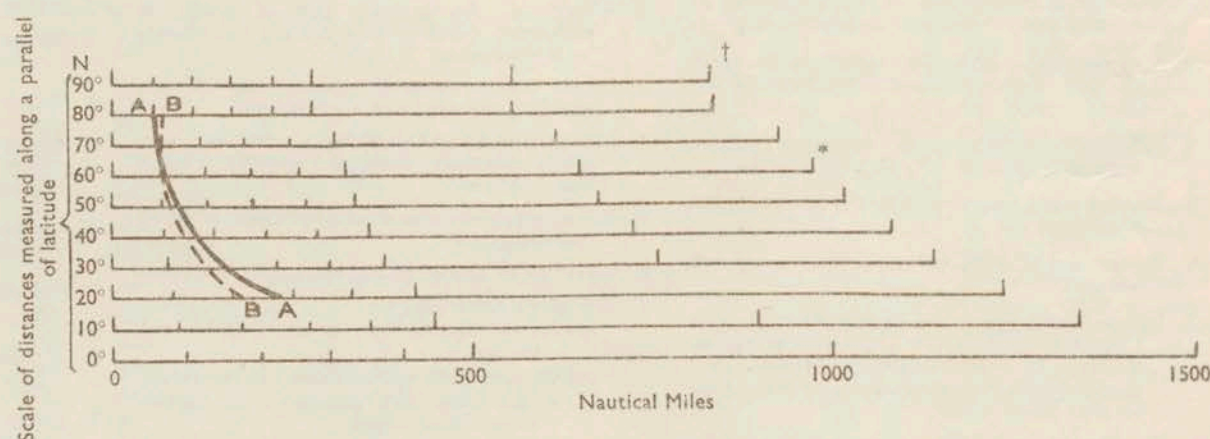 Scale of distances measured along a parallel
of latitude
N
†
90°
A B
80°
70°
60°
*
50°
40°
30°
20°
B A
10°
0°
0 500 1000 1500
Nautical Miles